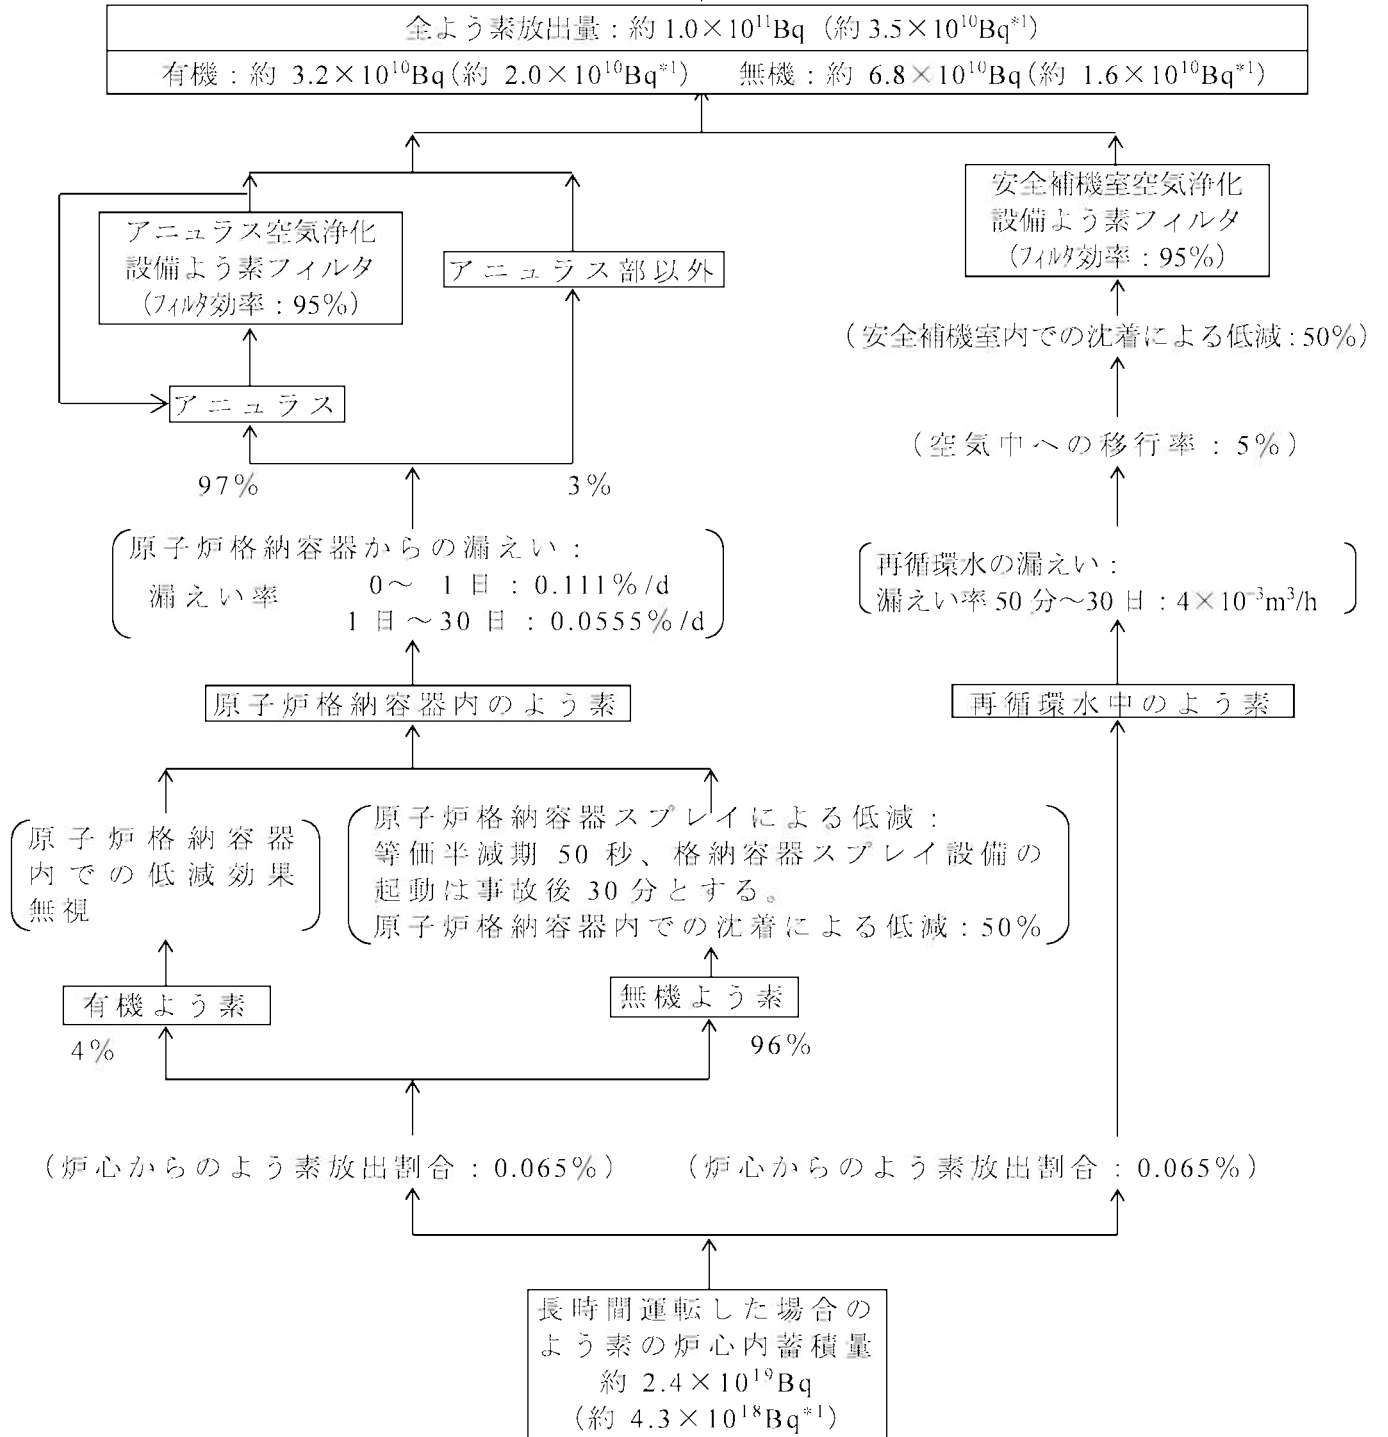 全よう素放出量：約1.0×10¹¹Bq（約3.5×10¹⁰Bq*¹）
有機：約 3.2×10¹⁰Bq(約 2.0×10¹⁰Bq*¹)　無機：約 6.8×10¹⁰Bq(約 1.6×10¹⁰Bq*¹)
アニュラス空気浄化
設備よう素フィルタ
(フィルタ効率：95%)
アニュラス部以外
安全補機室空気浄化
設備よう素フィルタ
(フィルタ効率：95%)
(安全補機室内での沈着による低減：50%)
アニュラス
(空気中への移行率：5%)
97%
3%
原子炉格納容器からの漏えい：
漏えい率
0～ 1日：0.111%/d
1日～30日：0.0555%/d
再循環水の漏えい：
漏えい率50分～30日：4×10⁻³m³/h
原子炉格納容器内のよう素
再循環水中のよう素
原子炉格納容器
内での低減効果
無視
原子炉格納容器スプレイによる低減：
等価半減期 50 秒、格納容器スプレイ設備の
起動は事故後 30 分とする。
原子炉格納容器内での沈着による低減：50%
有機よう素
無機よう素
4%
96%
(炉心からのよう素放出割合：0.065%)
(炉心からのよう素放出割合：0.065%)
長時間運転した場合の
よう素の炉心内蓄積量
約 2.4×10¹⁹Bq
(約 4.3×10¹⁸Bq*¹)